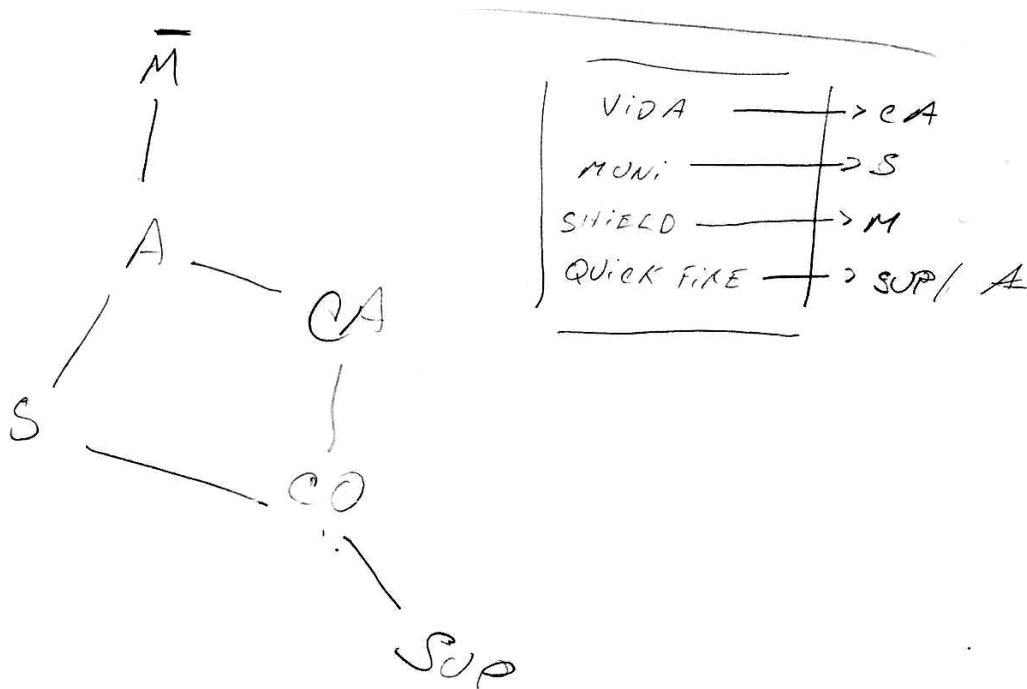 M
A
CA
S
CO
SUP
VIDA → CA
MUNI → S
SHIELD → M
QUICK FIRE → SUP/ A